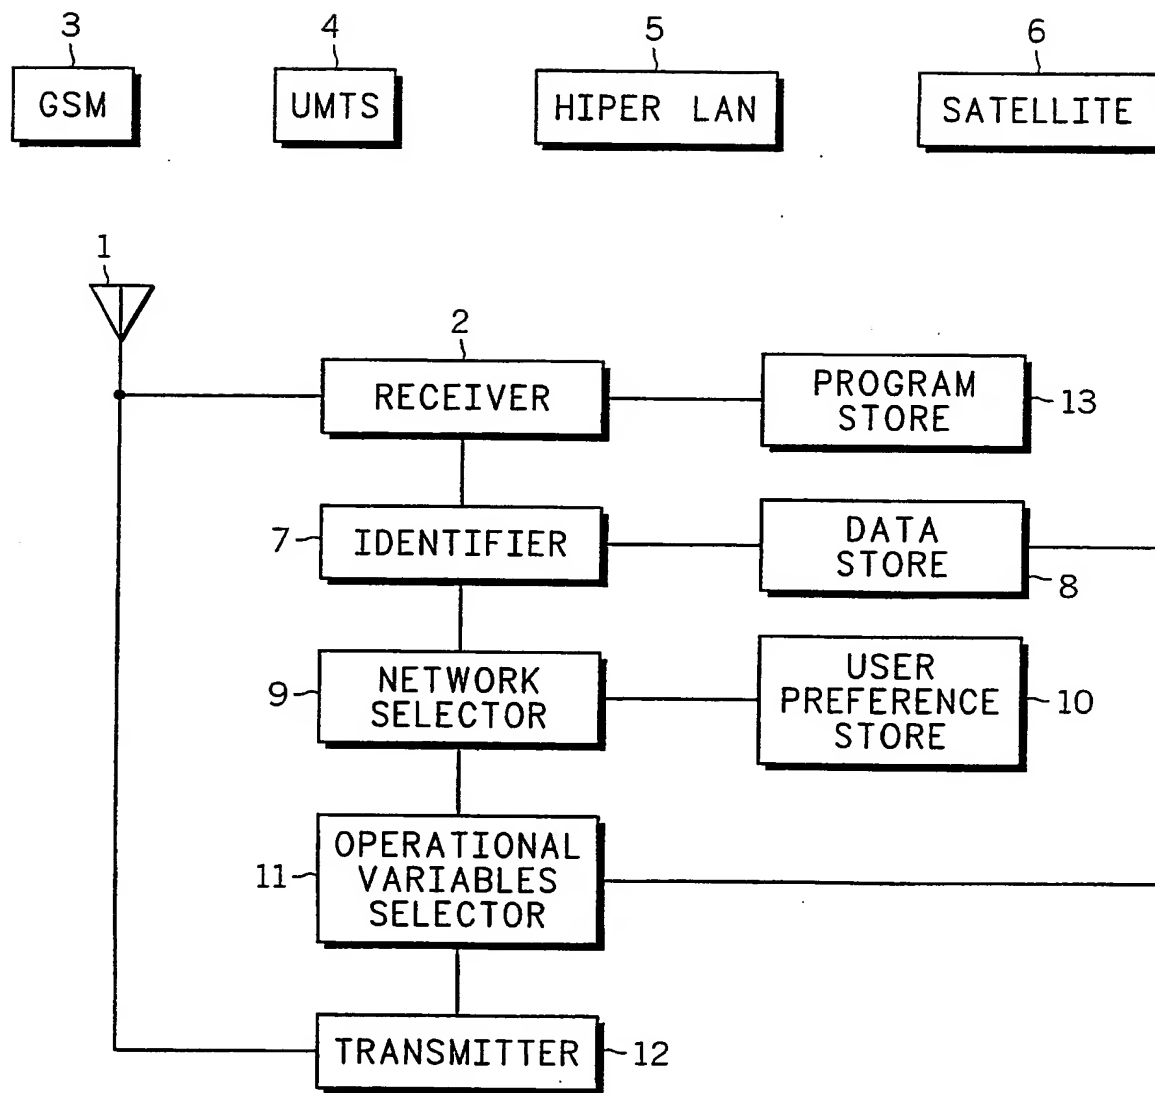 3 4 5 6
GSM UMTS HIPER LAN SATELLITE
1
2
RECEIVER
PROGRAM
STORE
13
7
IDENTIFIER
DATA
STORE
8
9
NETWORK
SELECTOR
USER
PREFERENCE
STORE
10
11
OPERATIONAL
VARIABLES
SELECTOR
TRANSMITTER
12